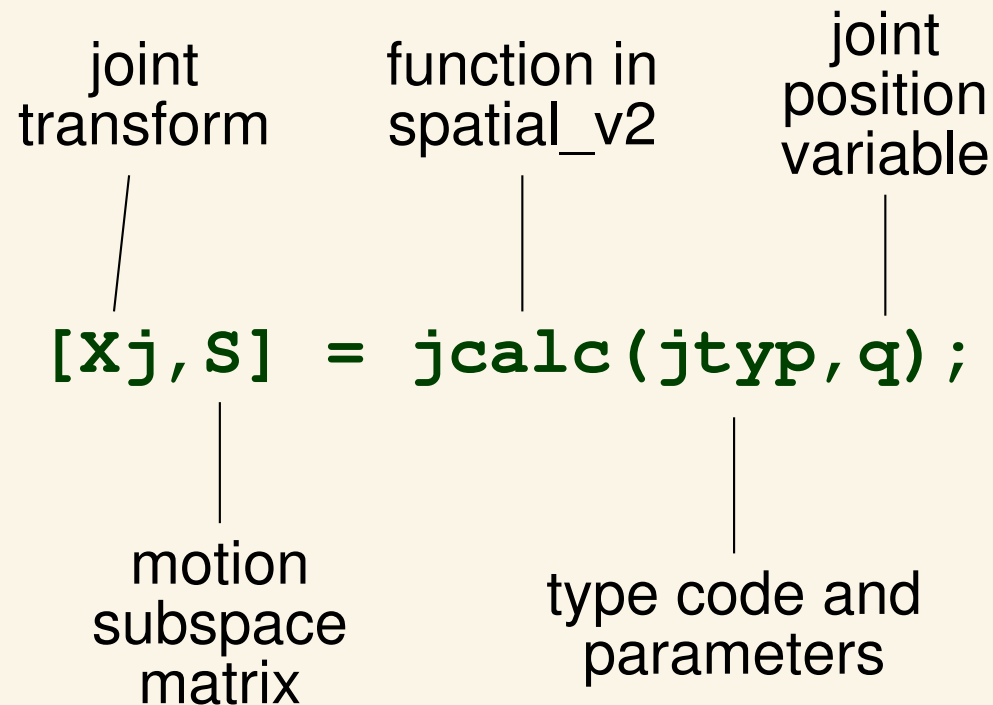 joint
transform
function in
spatial_v2
joint
position
variable
[Xj,S] = jcalc(jtyp,q);
motion
subspace
matrix
type code and
parameters